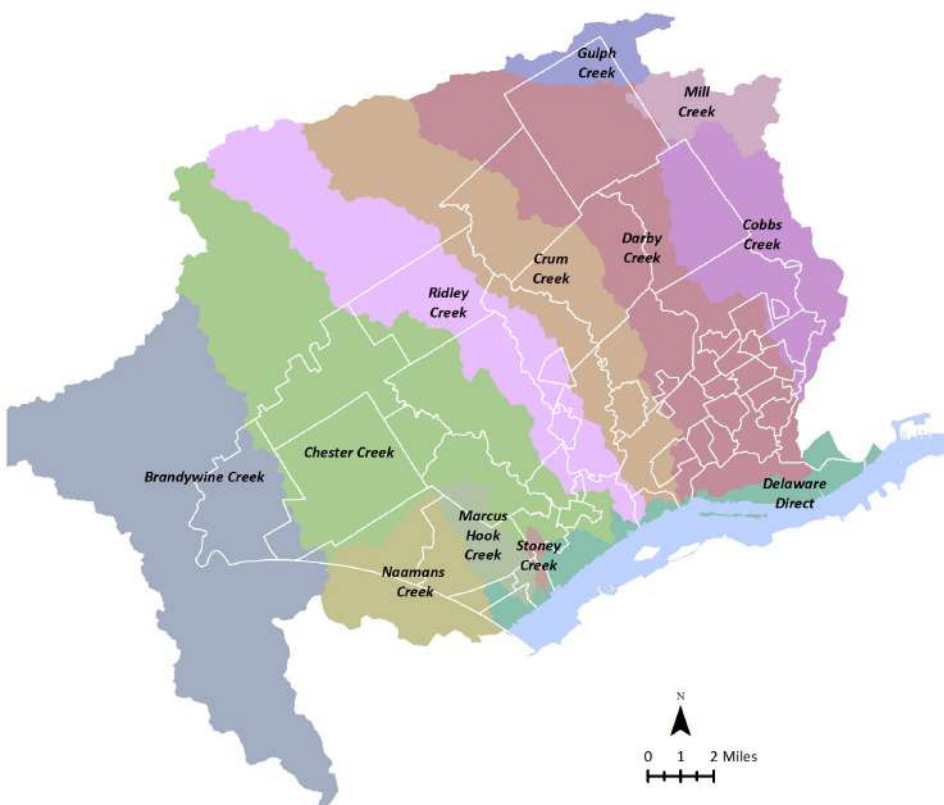 Gulph
Creek
Mill
Creek
Cobbs
Creek
Darby
Creek
Crum
Creek
Ridley
Creek
Chester Creek
Brandywine Creek
Delaware
Direct
Marcus
Hook
Creek
Stoney
Creek
Naamans
Creek
N
0 1 2 Miles